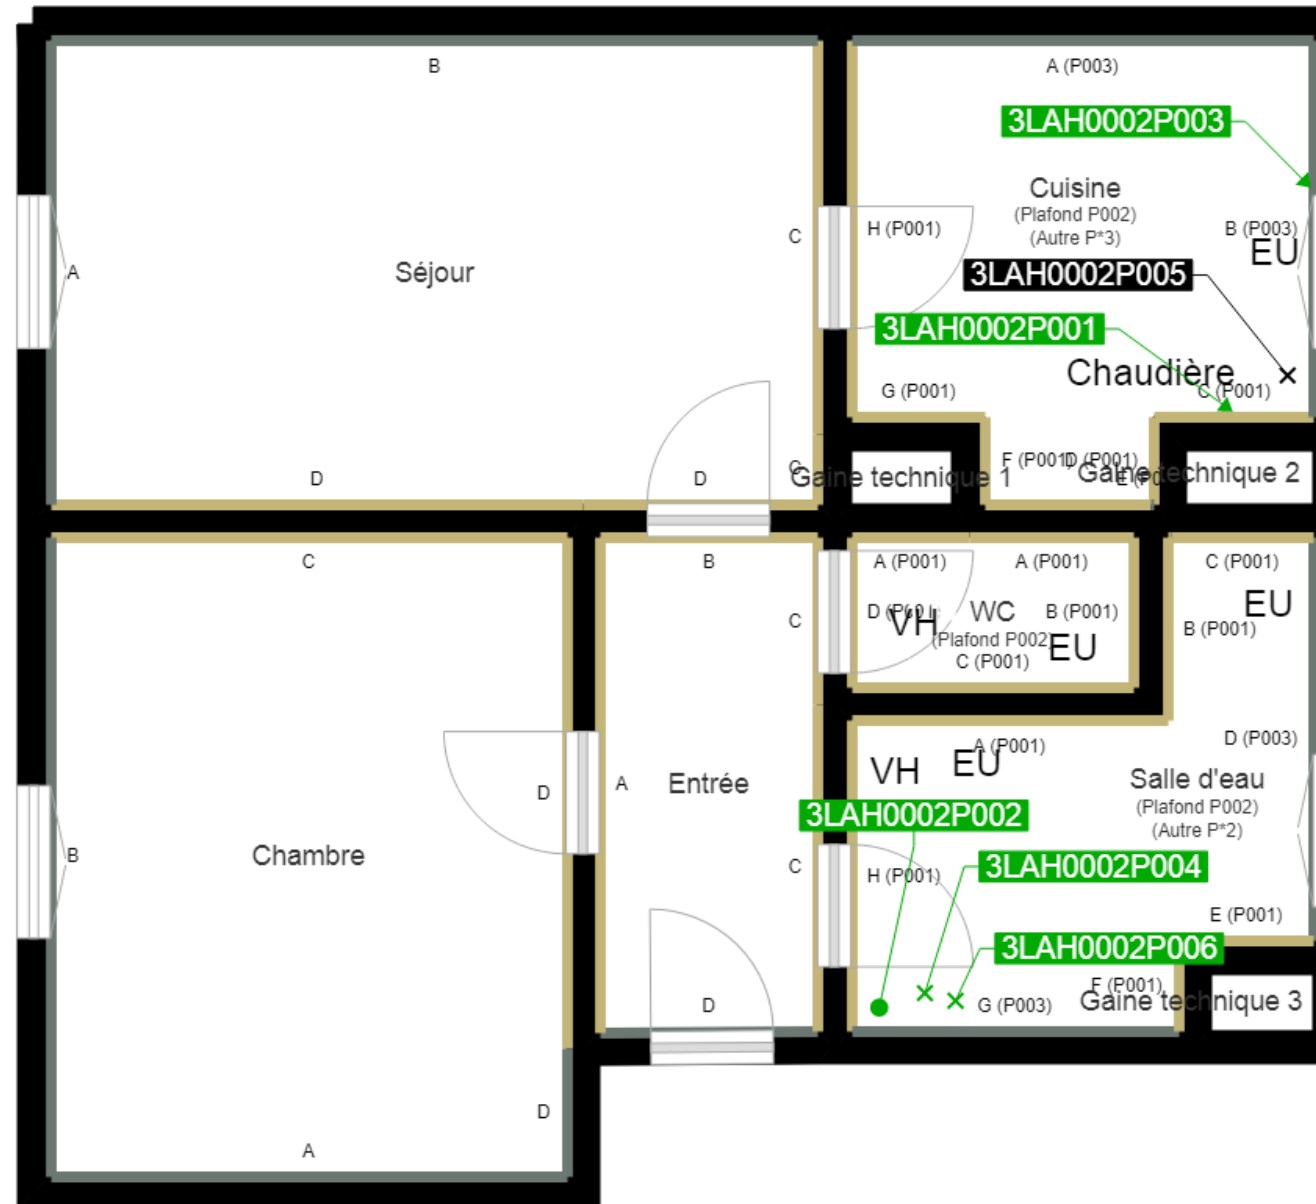 B
A (P003)
3LAH0002P003
Cuisine
(Plafond P002)
(Autre P*3)
C
H (P001)
B (P003)
EU
A
Séjour
3LAH0002P005
3LAH0002P001
Chaudière
G (P001)
C (P001)
D
D
C
F (P001)
D (P001)
Gaine technique 1
Gaine technique 2
C
B
A (P001)
A (P001)
C (P001)
C
WC
B (P001)
EU
VH
(Plafond P002)
B (P001)
C (P001)
EU
A (P001)
D (P003)
VH
EU
Salle d'eau
(Plafond P002)
(Autre P*2)
D
A
Entrée
3LAH0002P002
B
Chambre
C
H (P001)
3LAH0002P004
E (P001)
3LAH0002P006
D
G (P003)
F (P001)
Gaine technique 3
D
A